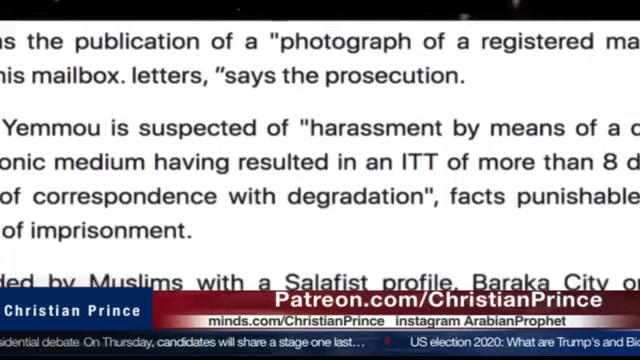 as the publication of a "photograph of a registered ma
his mailbox. letters, "says the prosecution.
Yemmou is suspected of "harassment by means of a
onic medium having resulted in an ITT of more than 8 d
of correspondence with degradation", facts punishable
of imprisonment.
ded by Muslims with a Salafist profile, Baraka City
Patreon.com/ChristianPrince
Christian Prince
minds.com/ChristianPrince instagram ArabianProphet
sidential debate On Thursday, candidates will share a stage one last… US election 2020: What are Trump's and Bid